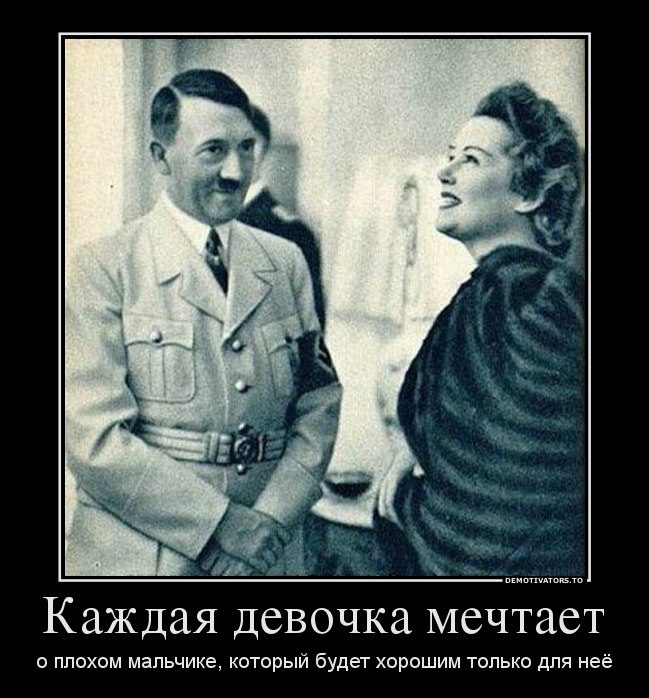 DEMOTIVATORS.TO
Каждая девочка мечтает
о плохом мальчике, который будет хорошим только для неё